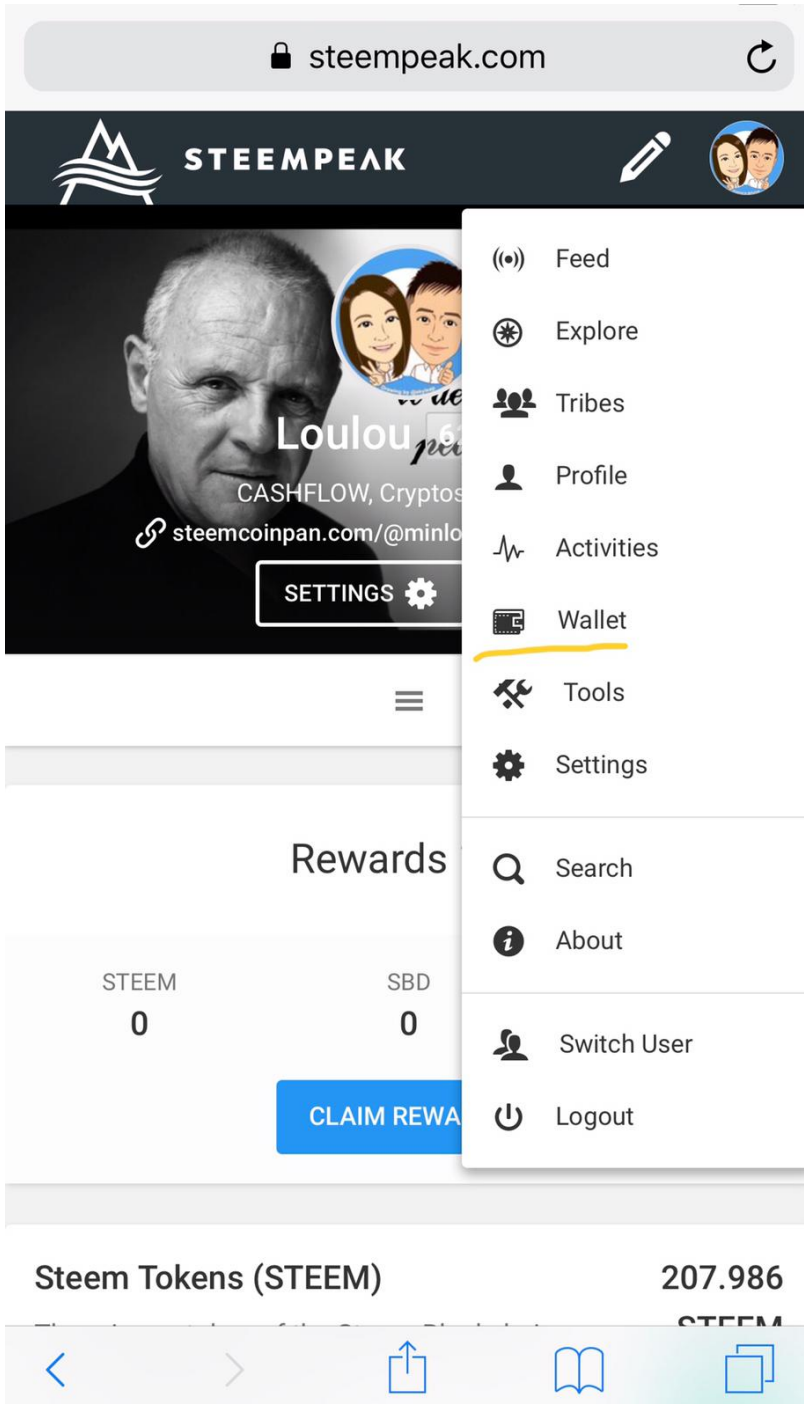 steempeak.com
STEEMPEAK
Feed
Explore
Tribes
Profile
Activities
Wallet
Tools
Settings
Search
About
Switch User
Logout
Loulou
CASHFLOW, Cryptos
steemcoinpan.com/@minlo
SETTINGS
Rewards
STEEM
SBD
0
0
CLAIM REWA
Steem Tokens (STEEM)
207.986
STEEM